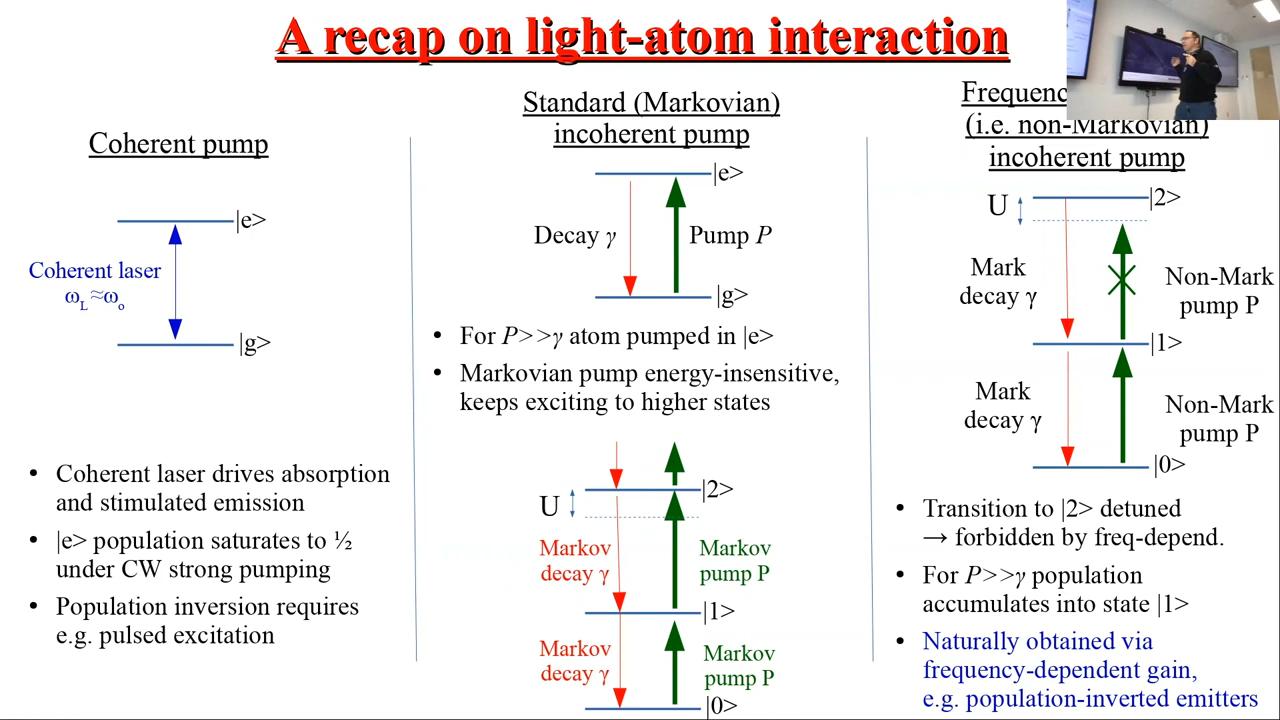 A recap on light-atom interaction
Coherent pump
|e>
Coherent laser
ωL≈ωo
|g>
Coherent laser drives absorption
and stimulated emission
|e> population saturates to ½
under CW strong pumping
Population inversion requires
e.g. pulsed excitation
Standard (Markovian)
incoherent pump
|e>
Decay γ
Pump P
|g>
For P>>γ atom pumped in |e>
Markovian pump energy-insensitive,
keeps exciting to higher states
|2>
U
Markov
decay γ
Markov
pump P
|1>
Markov
decay γ
Markov
pump P
|0>
(i.e. non-Markovian)
incoherent pump
|2>
U
Mark
decay γ
Non-Mark
pump P
|1>
Mark
decay γ
Non-Mark
pump P
|0>
Transition to |2> detuned
→ forbidden by freq-depend.
For P>>γ population
accumulates into state |1>
Naturally obtained via
frequency-dependent gain,
e.g. population-inverted emitters